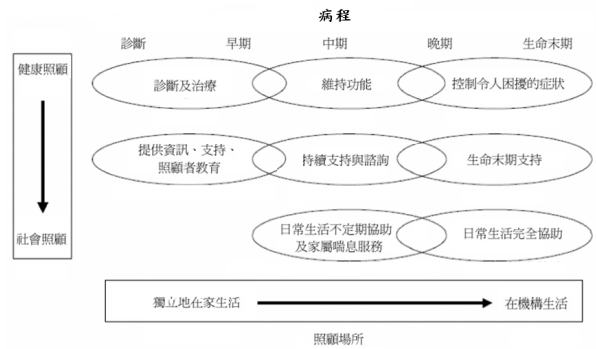 病程
診斷 早期 中期 晚期 生命末期
健康照顧
診斷及治療
維持功能
控制令人困擾的症狀
提供資訊、支持、
照顧者教育
持續支持與諮詢
生命末期支持
社會照顧
日常生活不定期協助
及家屬喘息服務
日常生活完全協助
獨立地在家生活
在機構生活
照顧場所